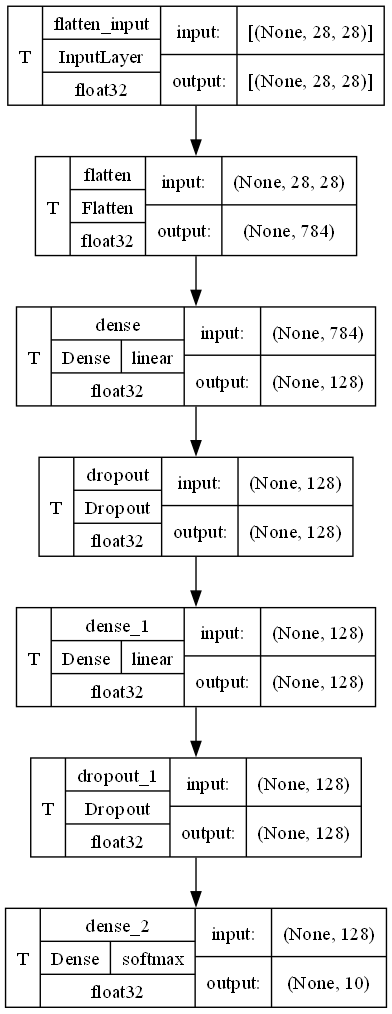 T
flatten_input
InputLayer
float32
input:
[(None, 28, 28)]
output:
[(None, 28, 28)]
T
flatten
Flatten
float32
input:
(None, 28, 28)
output:
(None, 784)
T
dense
Dense
linear
float32
input:
(None, 784)
output:
(None, 128)
T
dropout
Dropout
float32
input:
(None, 128)
output:
(None, 128)
T
dense_1
Dense
linear
float32
input:
(None, 128)
output:
(None, 128)
T
dropout_1
Dropout
float32
input:
(None, 128)
output:
(None, 128)
T
dense_2
Dense
softmax
float32
input:
(None, 128)
output:
(None, 10)